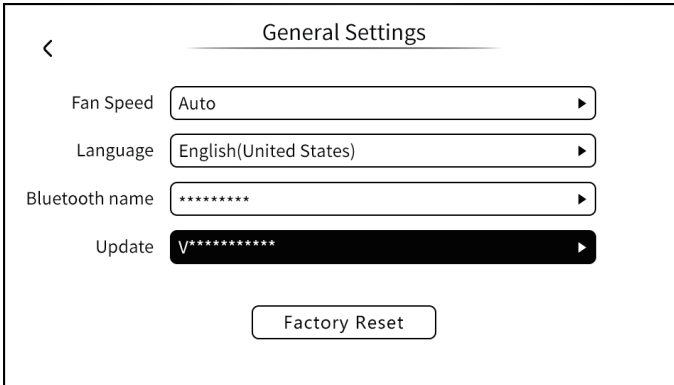 General Settings
Fan Speed Auto
Language English(United States)
Bluetooth name *********
Update V***********
Factory Reset